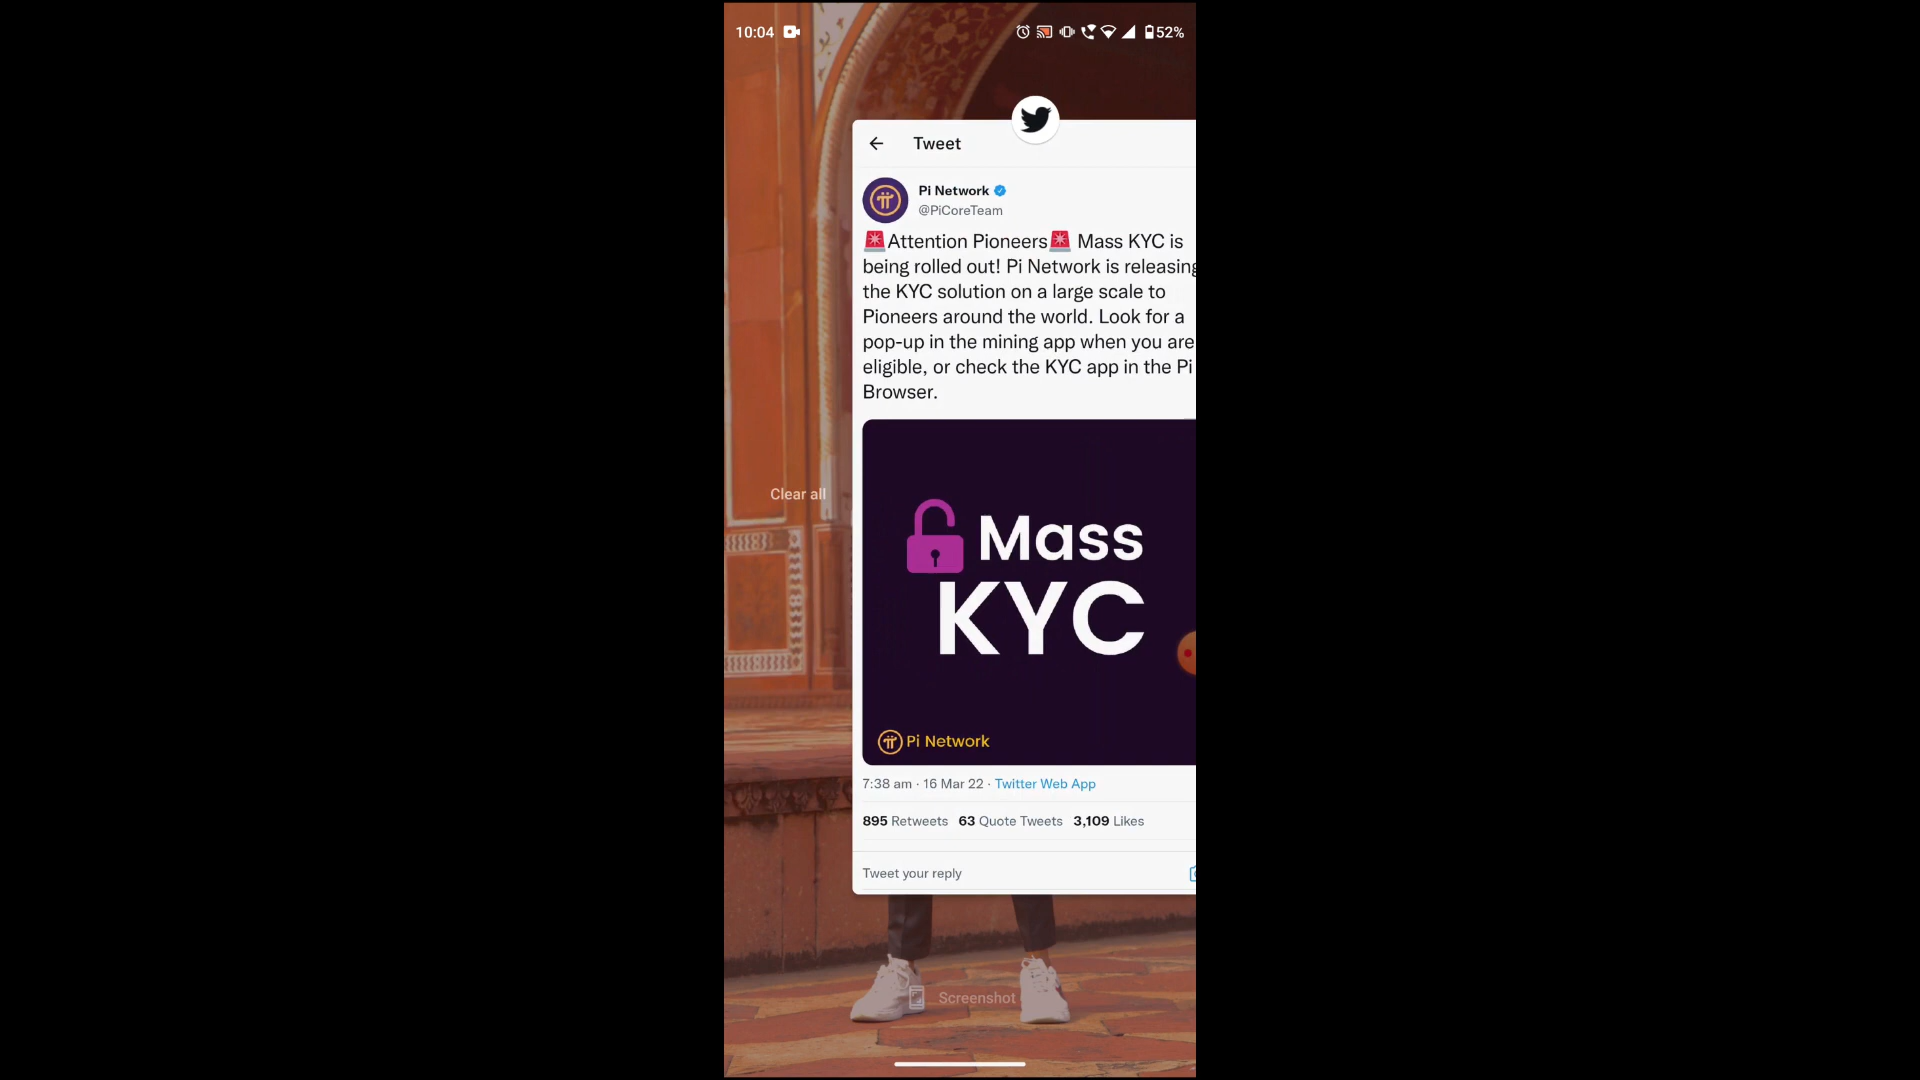 10:04
52%
Tweet
Pi Network
@PiCoreTeam
🚨Attention Pioneers🚨 Mass KYC is
being rolled out! Pi Network is releasing
the KYC solution on a large scale to
Pioneers around the world. Look for a
pop-up in the mining app when you are
eligible, or check the KYC app in the Pi
Browser.
Clear all
Mass
KYC
Pi Network
7:38 am · 16 Mar 22 · Twitter Web App
895 Retweets 63 Quote Tweets 3,109 Likes
Tweet your reply
Screenshot